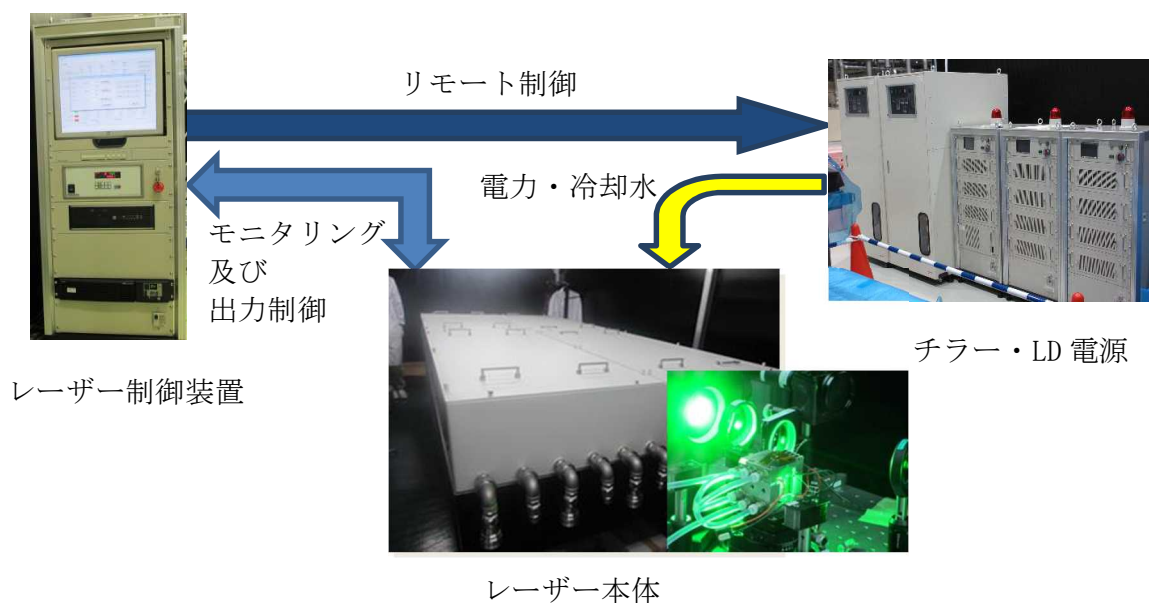 リモート制御
電力・冷却水
モニタリング
及び
出力制御
チラー・LD 電源
レーザー制御装置
レーザー本体